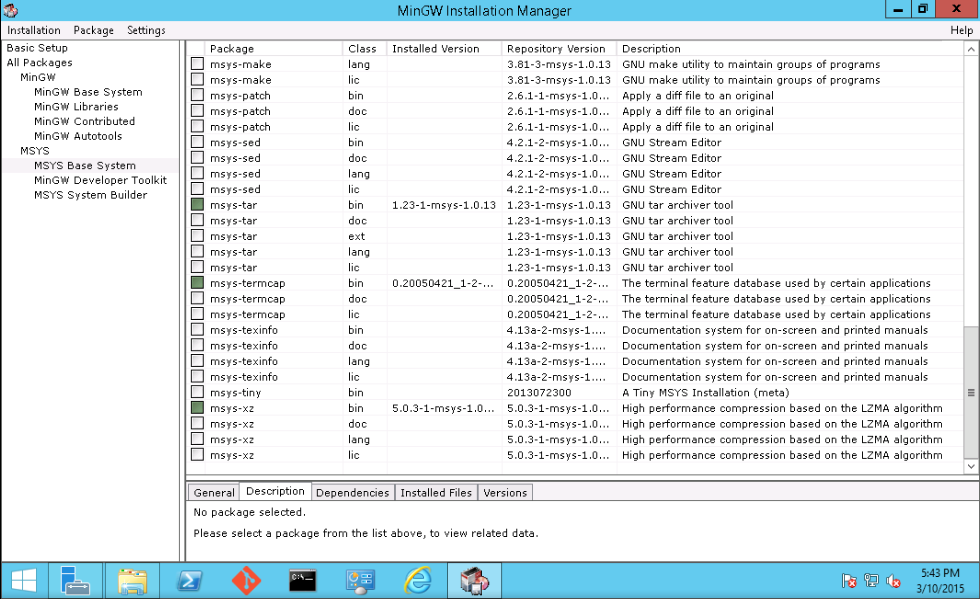 MinGW Installation Manager
Installation Package Settings Help
Basic Setup
All Packages
MinGW
MinGW Base System
MinGW Libraries
MinGW Contributed
MinGW Autotools
MSYS
MSYS Base System
MinGW Developer Toolkit
MSYS System Builder
Package Class Installed Version Repository Version Description
msys-make lang 3.81-3-msys-1.0.13 GNU make utility to maintain groups of programs
msys-make lic 3.81-3-msys-1.0.13 GNU make utility to maintain groups of programs
msys-patch bin 2.6.1-1-msys-1.0... Apply a diff file to an original
msys-patch doc 2.6.1-1-msys-1.0... Apply a diff file to an original
msys-patch lic 2.6.1-1-msys-1.0... Apply a diff file to an original
msys-sed bin 4.2.1-2-msys-1.0... GNU Stream Editor
msys-sed doc 4.2.1-2-msys-1.0... GNU Stream Editor
msys-sed lang 4.2.1-2-msys-1.0... GNU Stream Editor
msys-sed lic 4.2.1-2-msys-1.0... GNU Stream Editor
msys-tar bin 1.23-1-msys-1.0.13 1.23-1-msys-1.0.13 GNU tar archiver tool
msys-tar doc 1.23-1-msys-1.0.13 GNU tar archiver tool
msys-tar ext 1.23-1-msys-1.0.13 GNU tar archiver tool
msys-tar lang 1.23-1-msys-1.0.13 GNU tar archiver tool
msys-tar lic 1.23-1-msys-1.0.13 GNU tar archiver tool
msys-termcap bin 0.20050421_1-2-... 0.20050421_1-2-... The terminal feature database used by certain applications
msys-termcap doc 0.20050421_1-2-... The terminal feature database used by certain applications
msys-termcap lic 0.20050421_1-2-... The terminal feature database used by certain applications
msys-texinfo bin 4.13a-2-msys-1.... Documentation system for on-screen and printed manuals
msys-texinfo doc 4.13a-2-msys-1.... Documentation system for on-screen and printed manuals
msys-texinfo lang 4.13a-2-msys-1.... Documentation system for on-screen and printed manuals
msys-texinfo lic 4.13a-2-msys-1.... Documentation system for on-screen and printed manuals
msys-tiny bin 2013072300 A Tiny MSYS Installation (meta)
msys-xz bin 5.0.3-1-msys-1.0... 5.0.3-1-msys-1.0... High performance compression based on the LZMA algorithm
msys-xz doc 5.0.3-1-msys-1.0... High performance compression based on the LZMA algorithm
msys-xz lang 5.0.3-1-msys-1.0... High performance compression based on the LZMA algorithm
msys-xz lic 5.0.3-1-msys-1.0... High performance compression based on the LZMA algorithm
General Description Dependencies Installed Files Versions
No package selected.
Please select a package from the list above, to view related data.
C:\_
5:43 PM
3/10/2015